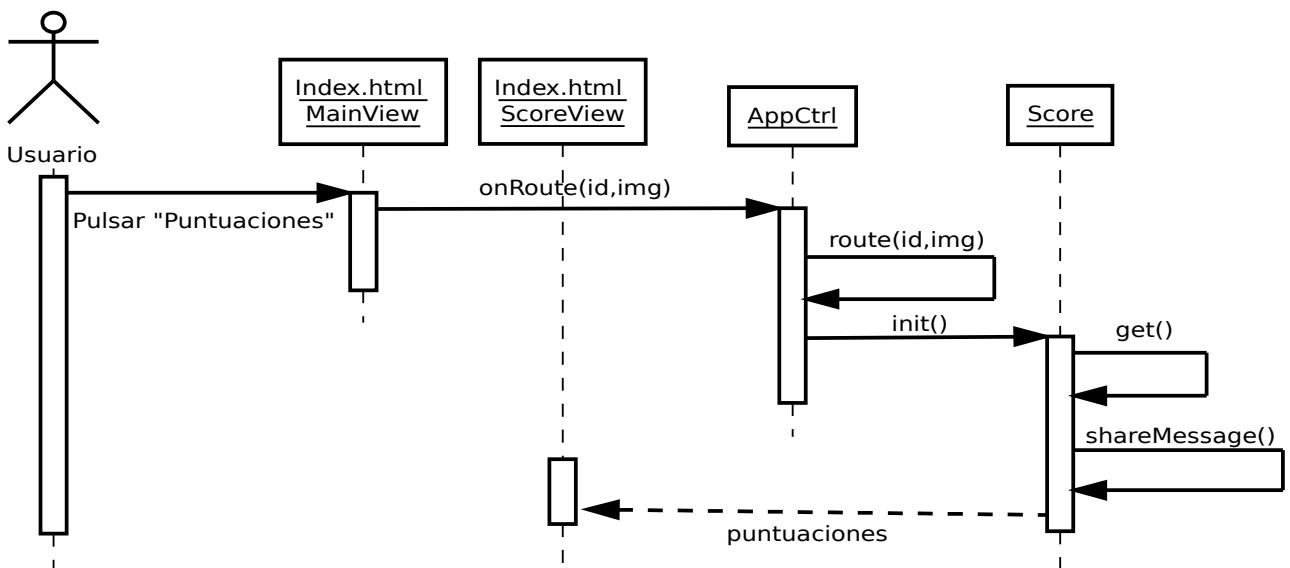 Index.html
MainView
Index.html
ScoreView
AppCtrl
Score
Usuario
Pulsar "Puntuaciones"
onRoute(id,img)
route(id,img)
init()
get()
shareMessage()
puntuaciones